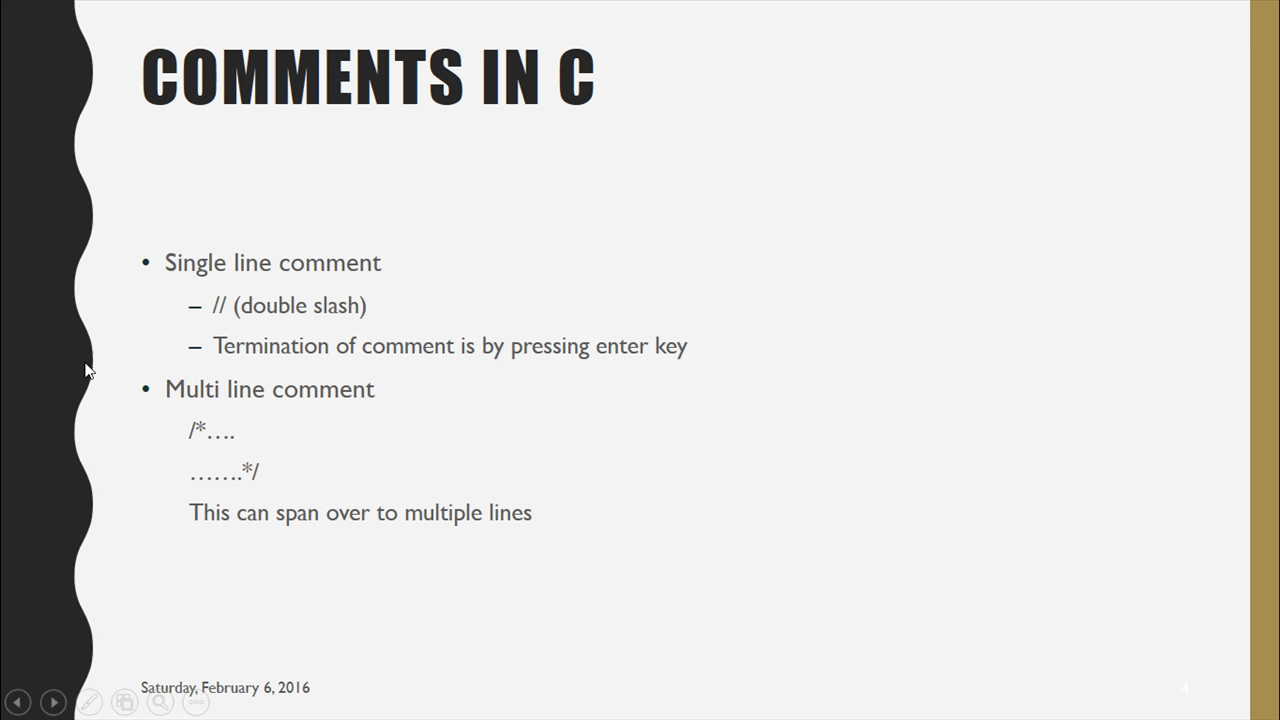 COMMENTS IN C
• Single line comment
– // (double slash)
– Termination of comment is by pressing enter key
• Multi line comment
/*….
…….*/
This can span over to multiple lines
Saturday, February 6, 2016
4